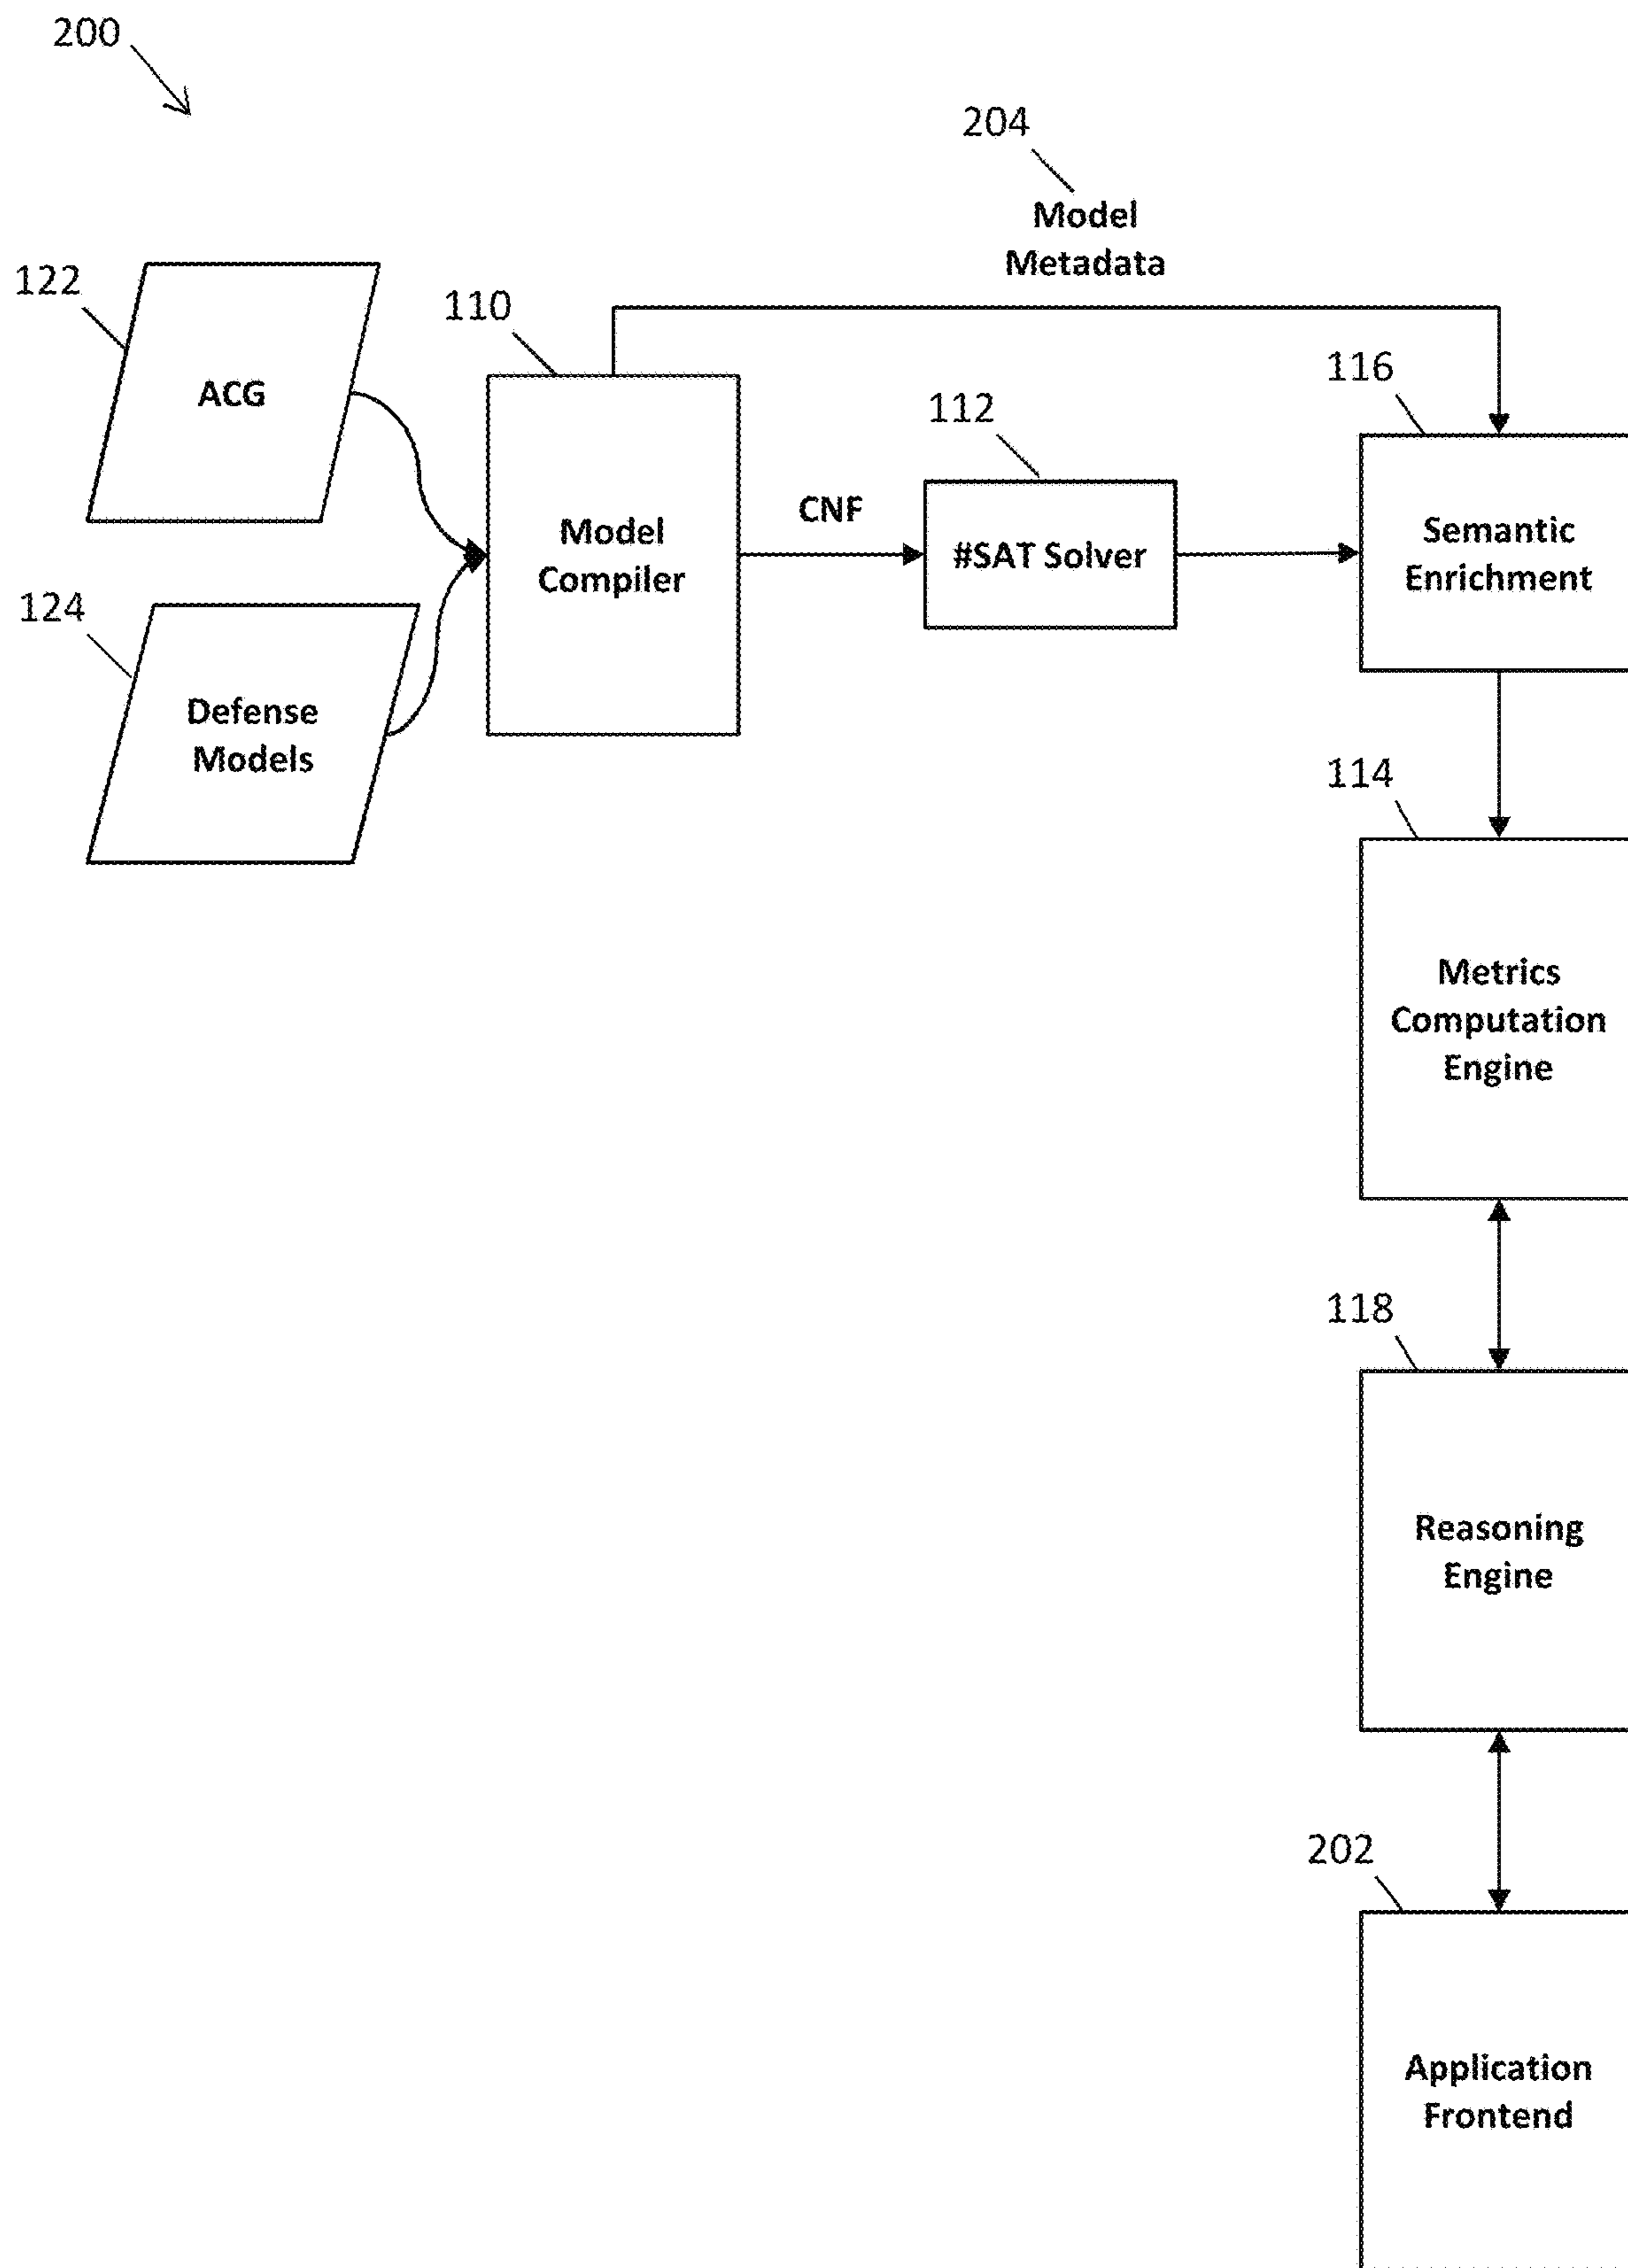 200
204
Model
Metadata
122
ACG
110
116
112
CNF
Model
Compiler
#SAT Solver
Semantic
Enrichment
124
Defense
Models
114
Metrics
Computation
Engine
118
Reasoning
Engine
202
Application
Frontend